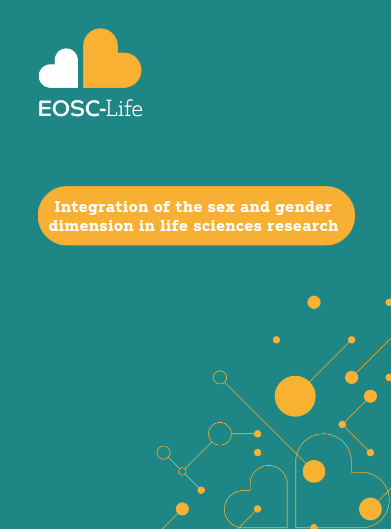 EOSC-Life
Integration of the sex and gender
dimension in life sciences research